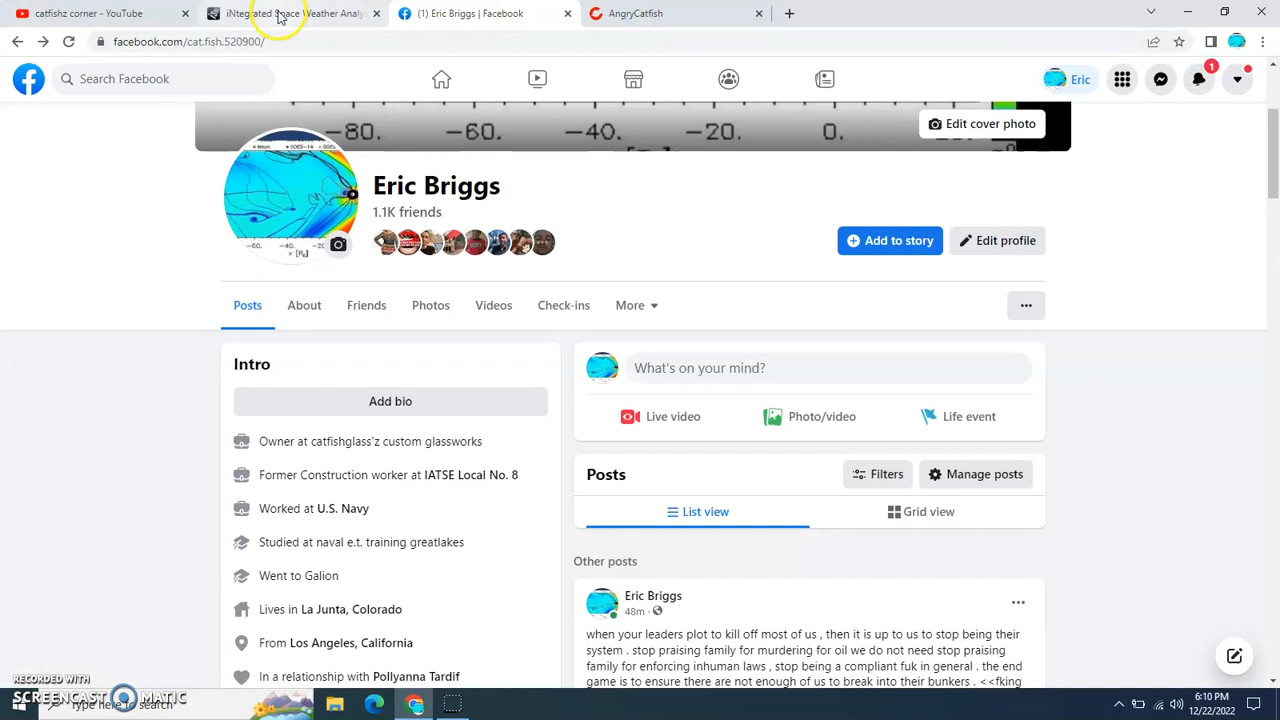 catfishz corner - YouTube
iNtegrated Space Weather Analy
(1) Eric Briggs | Facebook
AngryCatfish
facebook.com/cat.fish.520900/
Search Facebook
1
Eric
-80. -60. -40. -20. 0.
Edit cover photo
Eric Briggs
1.1K friends
-60. -40.
Add to story
Edit profile
Posts About Friends Photos Videos Check-ins More
Intro
Add bio
Owner at catfishglass'z custom glassworks
Former Construction worker at IATSE Local No. 8
Worked at U.S. Navy
Studied at naval e.t. training greatlakes
Went to Galion
Lives in La Junta, Colorado
From Los Angeles, California
In a relationship with Pollyanna Tardif
What's on your mind?
Live video
Photo/video
Life event
Posts
Filters
Manage posts
List view
Grid view
Other posts
Eric Briggs
48m
when your leaders plot to kill off most of us , then it is up to us to stop being their
system . stop praising family for murdering for oil we do not need stop praising
family for enforcing inhuman laws , stop being a compliant fuk in general . the end
game is to ensure there are not enough of us to break into their bunkers . <<fking
RECORDED WITH
SCREENCAST MATIC
Type here to search
6:10 PM
12/22/2022